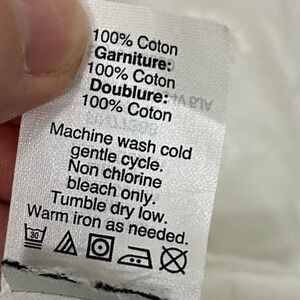 100% Coton
Garniture:
100% Coton
Doublure:
100% Coton
Machine wash cold
gentle cycle.
Non chlorine
bleach only.
Tumble dry low.
Warm iron as needed.
30